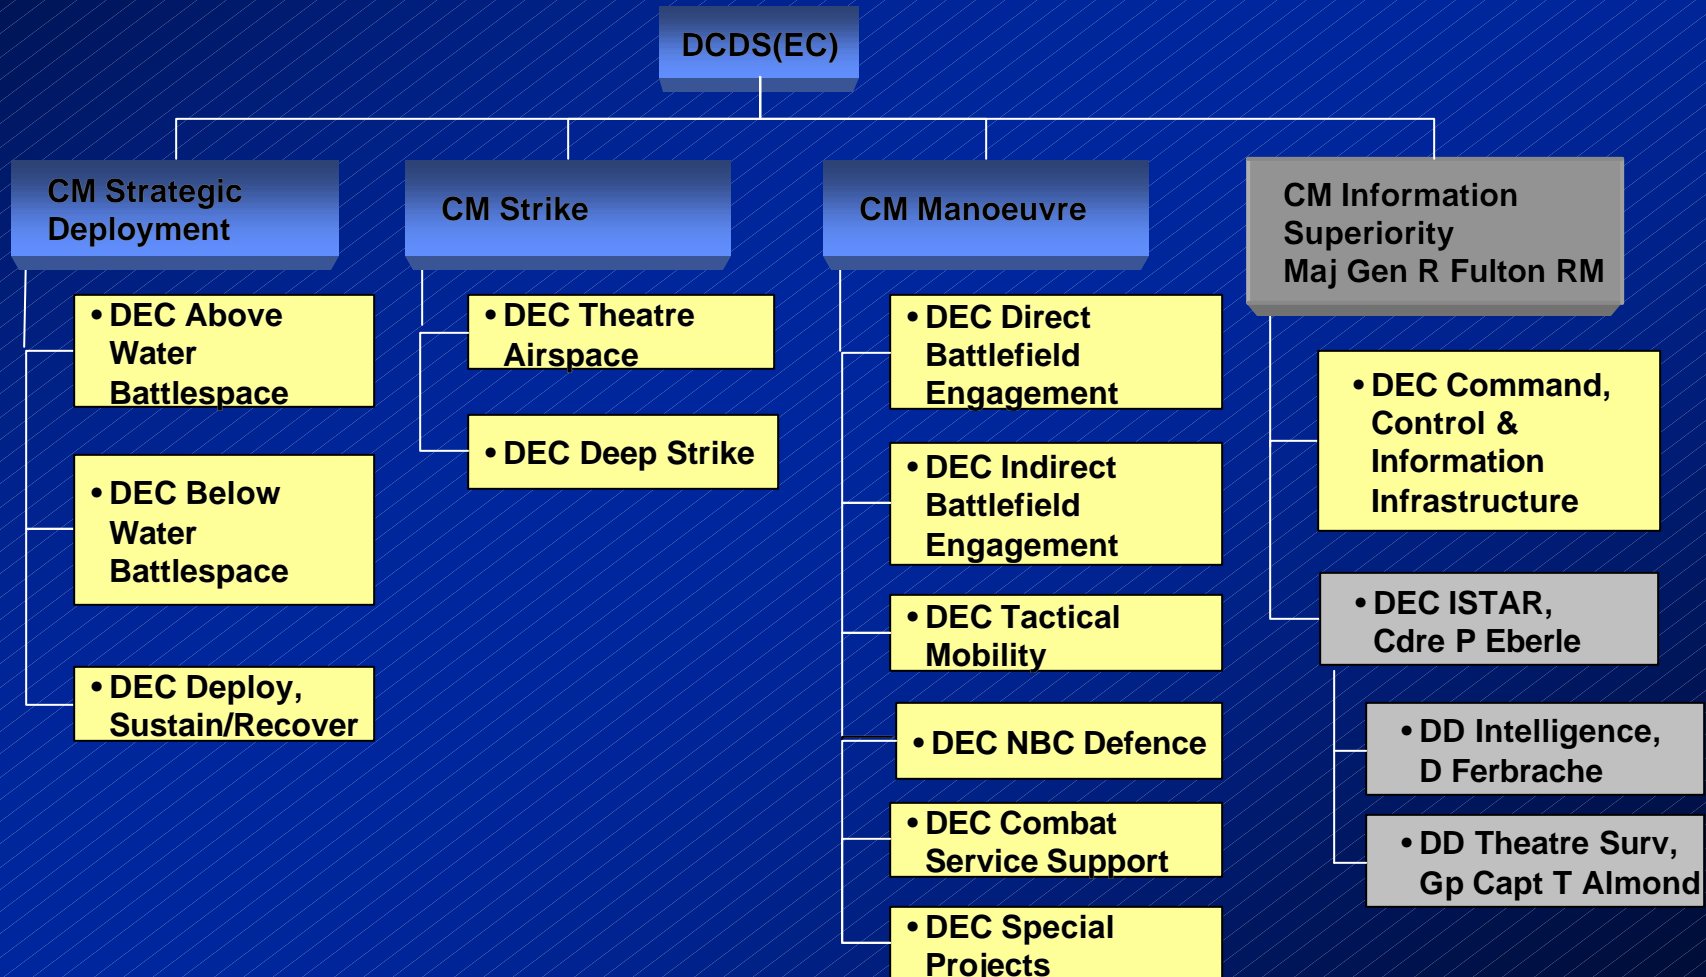 DCDS(EC)
CM Strategic
Deployment
• DEC Above
Water
Battlespace
• DEC Below
Water
Battlespace
• DEC Deploy,
Sustain/Recover
CM Strike
• DEC Theatre
Airspace
• DEC Deep Strike
CM Manoeuvre
• DEC Direct
Battlefield
Engagement
• DEC Indirect
Battlefield
Engagement
• DEC Tactical
Mobility
• DEC NBC Defence
• DEC Combat
Service Support
• DEC Special
Projects
CM Information
Superiority
Maj Gen R Fulton RM
• DEC Command,
Control &
Information
Infrastructure
• DEC ISTAR,
Cdre P Eberle
• DD Intelligence,
D Ferbrache
• DD Theatre Surv,
Gp Capt T Almond